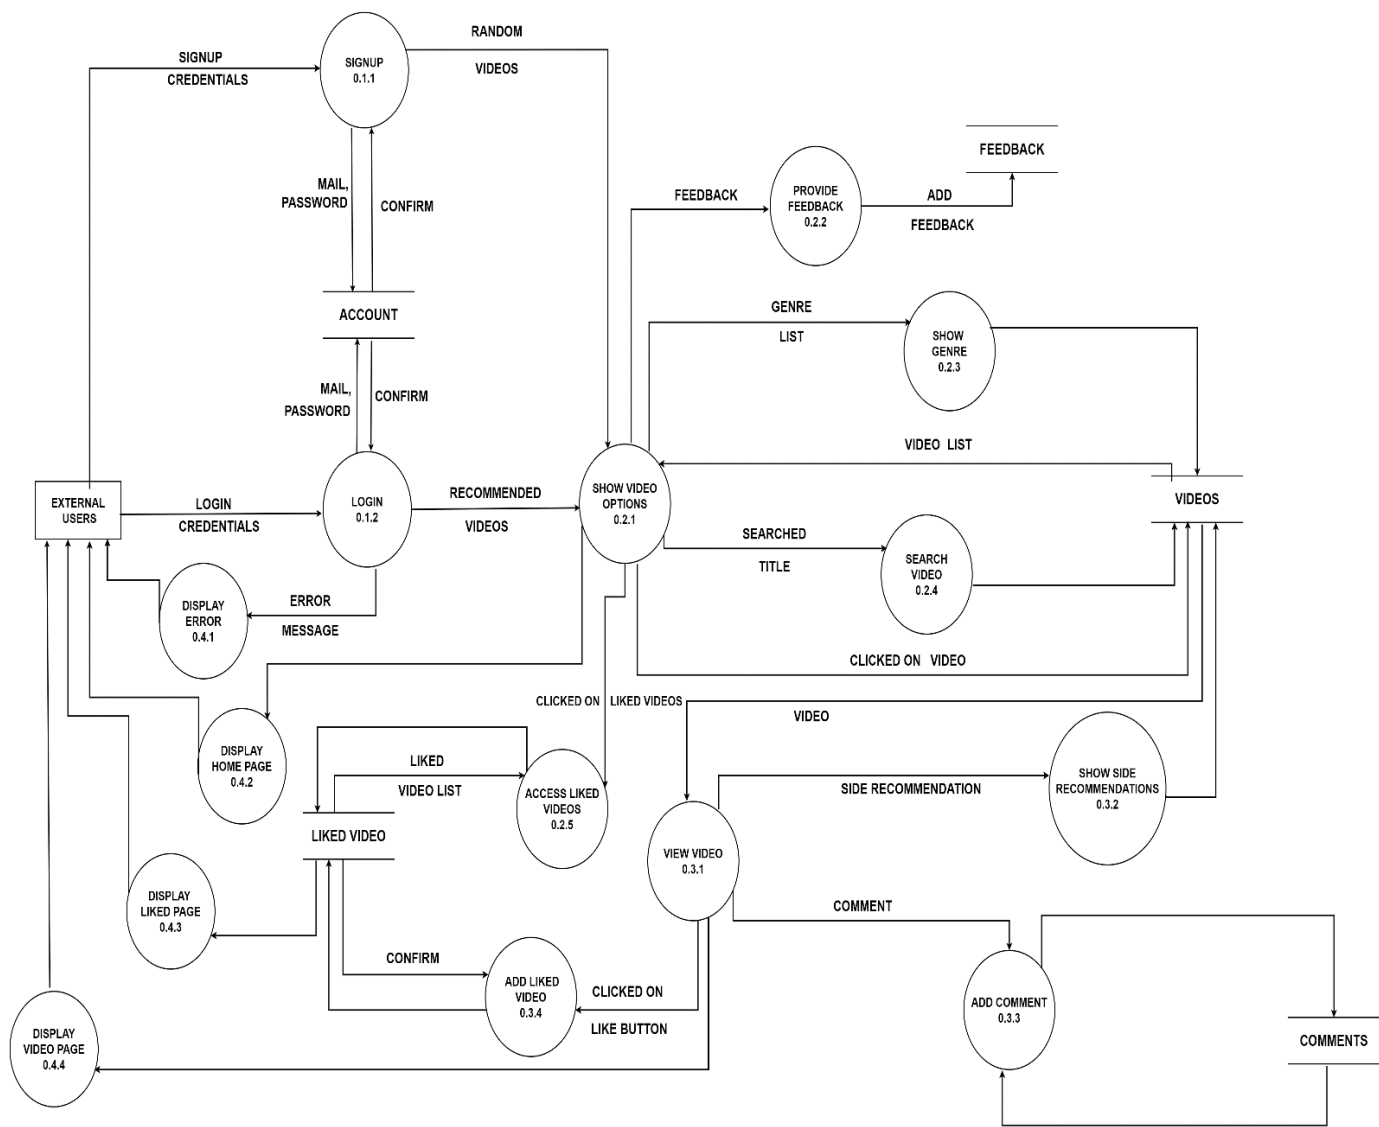 RANDOM
VIDEOS
SIGNUP
CREDENTIALS
SIGNUP
0.1.1
MAIL,
PASSWORD
CONFIRM
FEEDBACK
FEEDBACK
PROVIDE
FEEDBACK
0.2.2
ADD
FEEDBACK
ACCOUNT
GENRE
LIST
SHOW
GENRE
0.2.3
MAIL,
PASSWORD
CONFIRM
VIDEO LIST
EXTERNAL
USERS
LOGIN
CREDENTIALS
LOGIN
0.1.2
RECOMMENDED
VIDEOS
SHOW VIDEO
OPTIONS
0.2.1
VIDEOS
SEARCHED
TITLE
SEARCH
VIDEO
0.2.4
DISPLAY
ERROR
0.4.1
ERROR
MESSAGE
CLICKED ON VIDEO
CLICKED ON LIKED VIDEOS
VIDEO
DISPLAY
HOME PAGE
0.4.2
LIKED
VIDEO LIST
ACCESS LIKED
VIDEOS
0.2.5
SIDE RECOMMENDATION
SHOW SIDE
RECOMMENDATIONS
0.3.2
LIKED VIDEO
VIEW VIDEO
0.3.1
DISPLAY
LIKED PAGE
0.4.3
COMMENT
CONFIRM
ADD LIKED
VIDEO
0.3.4
CLICKED ON
LIKE BUTTON
ADD COMMENT
0.3.3
DISPLAY
VIDEO PAGE
0.4.4
COMMENTS